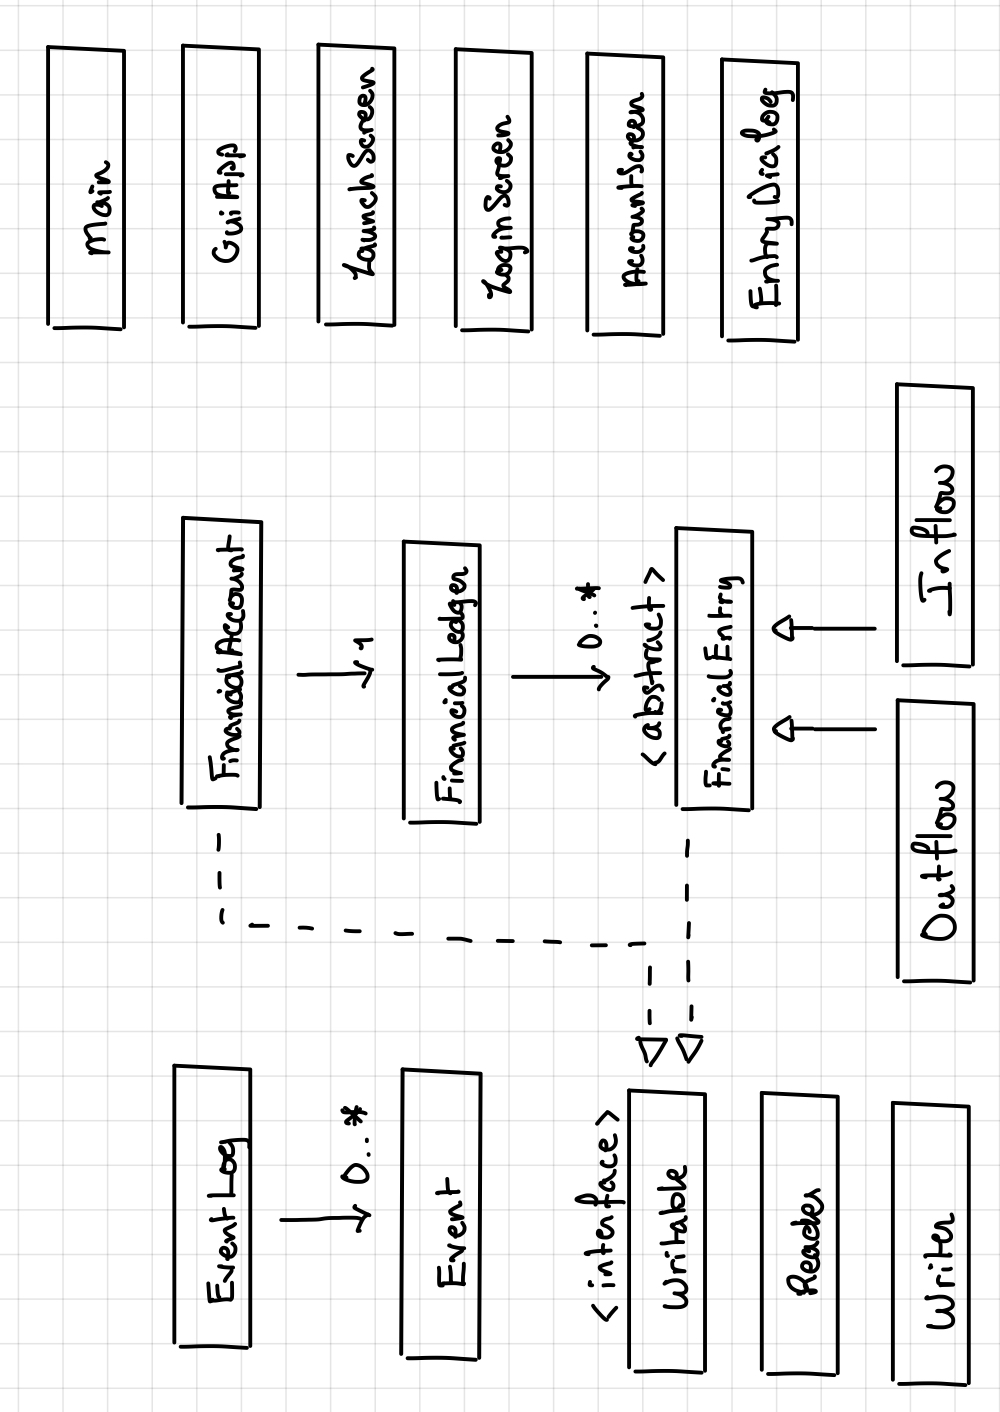 Main
EventLog
FinancialAccount
GuiApp
0..*
1
LaunchScreen
Event
FinancialLedger
LoginScreen
0..*
<interface>
<abstract>
Writable
FinancialEntry
AccountScreen
EntryDialog
Reader
Writer
Outflow
Inflow